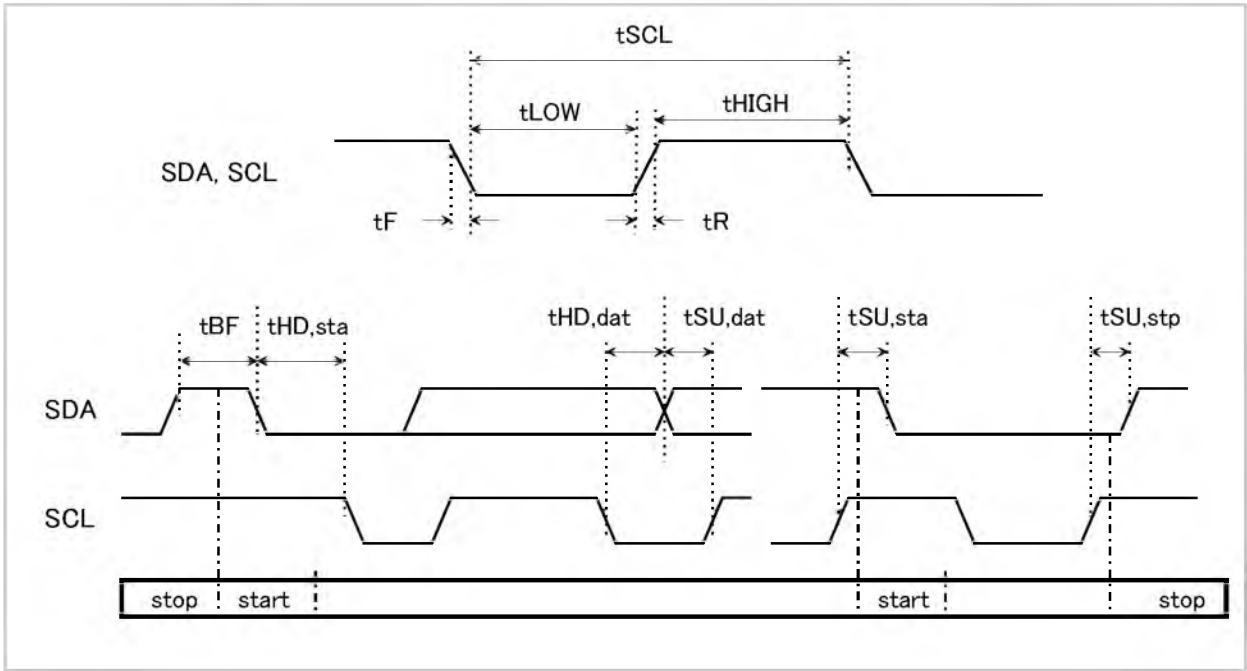 tSCL
tLOW tHIGH
SDA, SCL
tF tR
tBF tHD,sta tHD,dat tSU,dat tSU,sta tSU,stp
SDA
SCL
stop start start stop